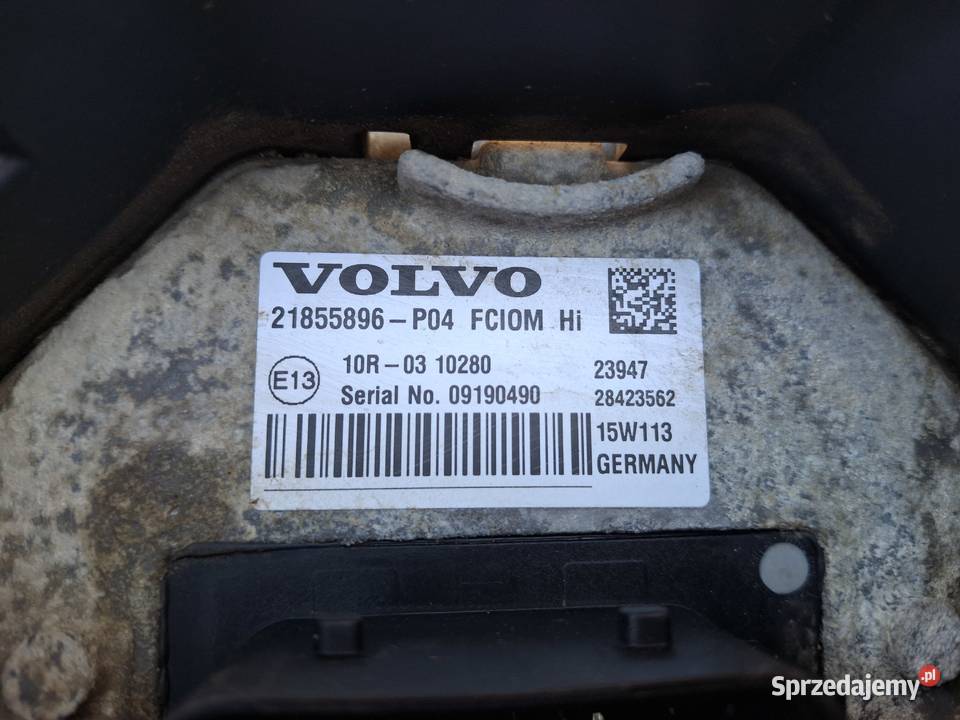 VOLVO
21855896-P04 FCIOM Hi
E13
10R-03 10280
Serial No. 09190490
23947
28423562
15W113
GERMANY
Sprzedajemy.pl